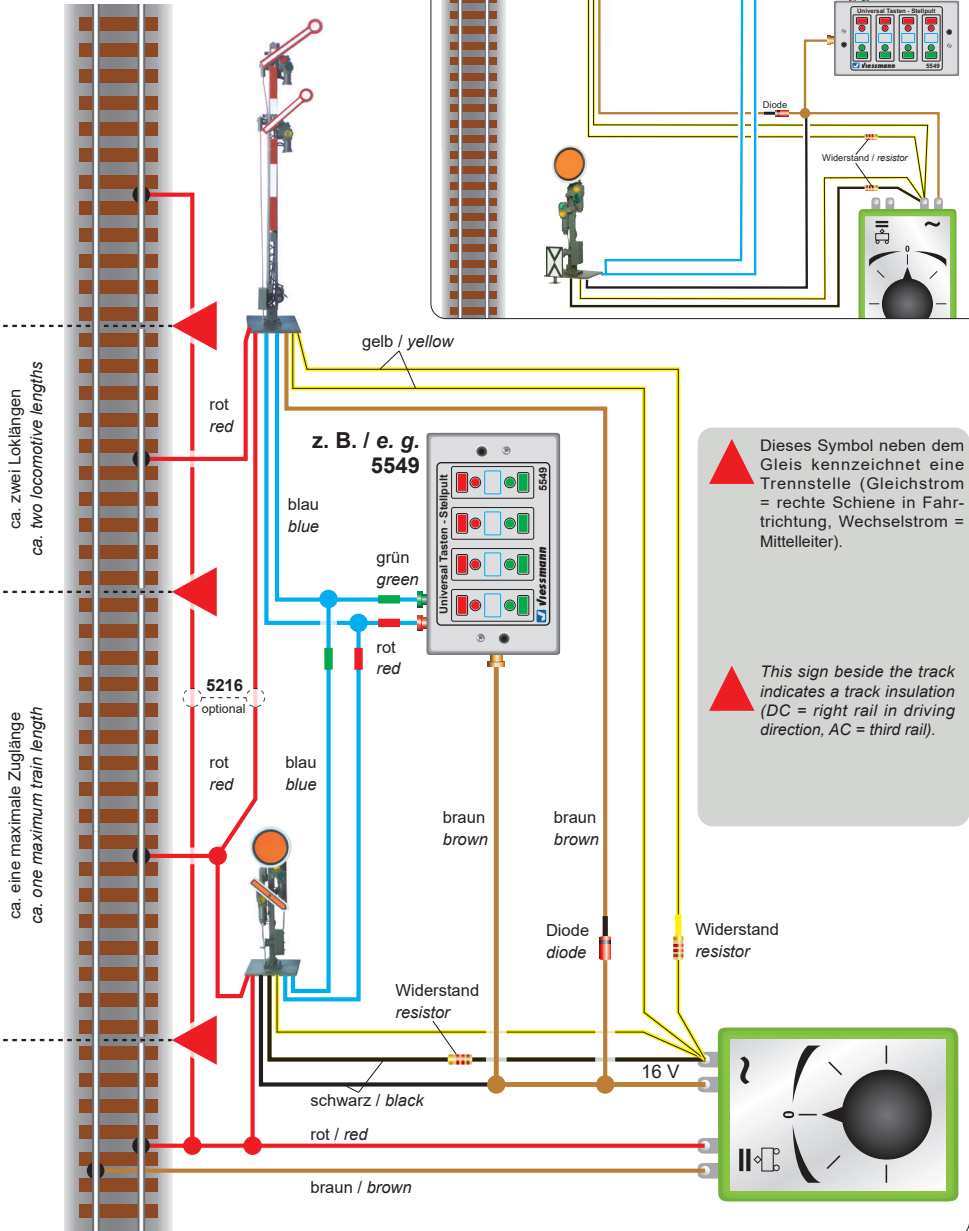 Universal Tasten - Stellpult
viessmann
5549
Diode
Widerstand / resistor
0
~
gelb / yellow
ca. zwei Loklängen
ca. two locomotive lengths
rot
red
z. B. / e. g.
5549
blau
blue
grün
green
rot
red
Universal Tasten - Stellpult
5549
viessmann
Dieses Symbol neben dem
Gleis kennzeichnet eine
Trennstelle (Gleichstrom
= rechte Schiene in Fahr-
trichtung, Wechselstrom =
Mittelleiter).
This sign beside the track
indicates a track insulation
(DC = right rail in driving
direction, AC = third rail).
5216
optional
ca. eine maximale Zuglänge
ca. one maximum train length
rot
red
blau
blue
braun
brown
braun
brown
Diode
diode
Widerstand
resistor
Widerstand
resistor
16 V
~
0
schwarz / black
rot / red
braun / brown